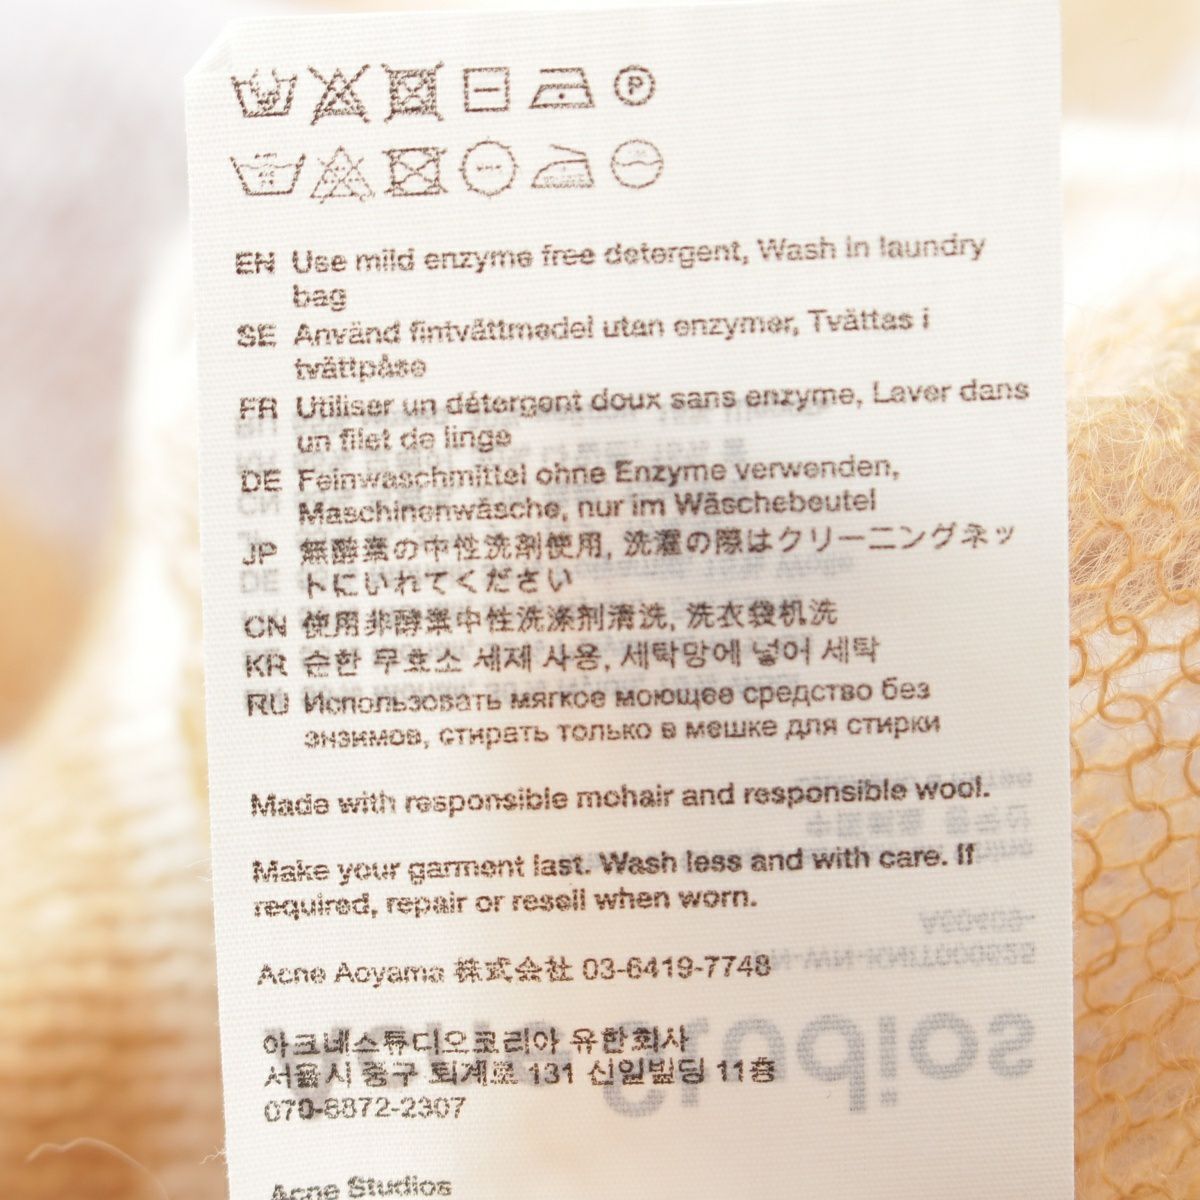 P
EN Use mild enzyme free detergent, Wash in laundry
bag
SE Använd fintvättmedel utan enzymer, Tvättas i
tvättpåse
FR Utiliser un détergent doux sans enzyme, Laver dans
un filet de linge
DE Feinwaschmittel ohne Enzyme verwenden,
Maschinenwäsche, nur im Wäschebeutel
JP 無酵素の中性洗剤使用, 洗濯の際はクリーニングネッ
トにいれてください
CN 使用非酵素中性洗涤剂清洗, 洗衣袋机洗
KR 순한 무효소 세제 사용, 세탁망에 넣어 세탁
RU Использовать мягкое моющее средство без
энзимов, стирать только в мешке для стирки
Made with responsible mohair and responsible wool.
Make your garment last. Wash less and with care. If
required, repair or resell when worn.
Acne Aoyama 株式会社 03-6419-7748
아크네스튜디오코리아 유한회사
서울시 중구 퇴계로 131 신일빌딩 11층
070-8872-2307
Acne Studios